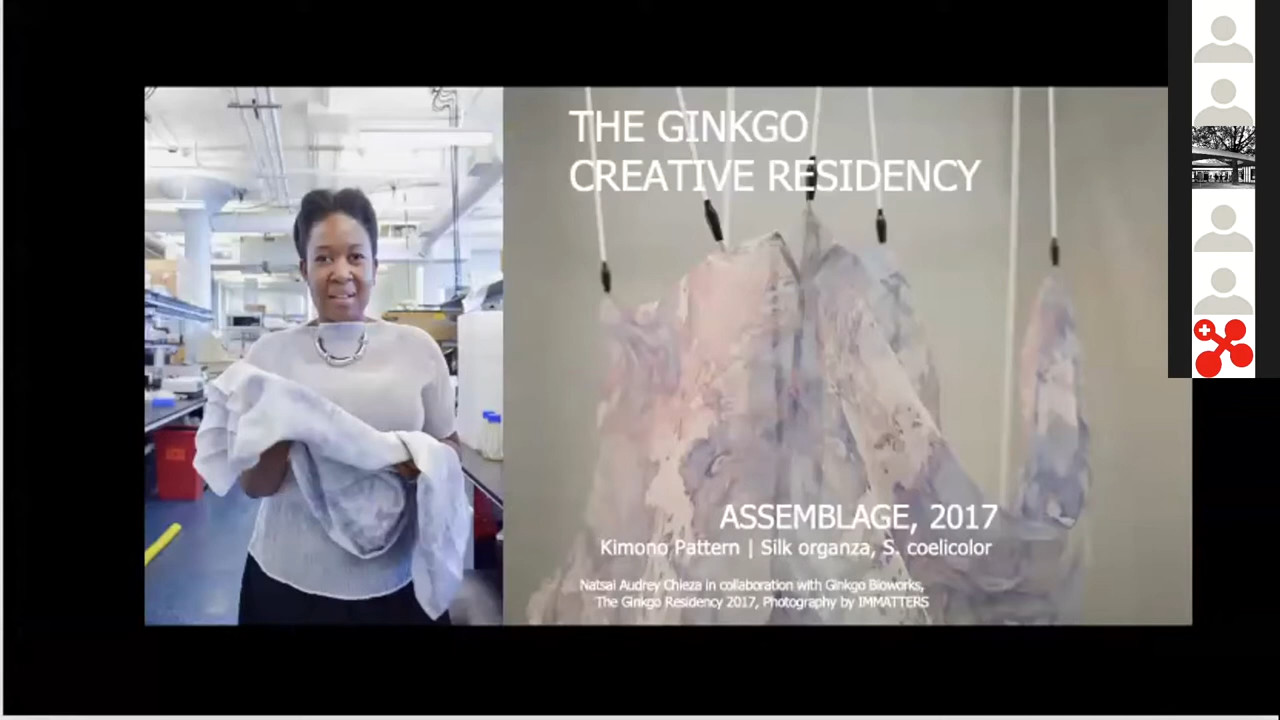 THE GINKGO
CREATIVE RESIDENCY
ASSEMBLAGE, 2017
Kimono Pattern | Silk organza, S. coelicolor
Natsai Audrey Chieza in collaboration with Ginkgo Bioworks,
The Ginkgo Residency 2017, Photography by IMMATTERS